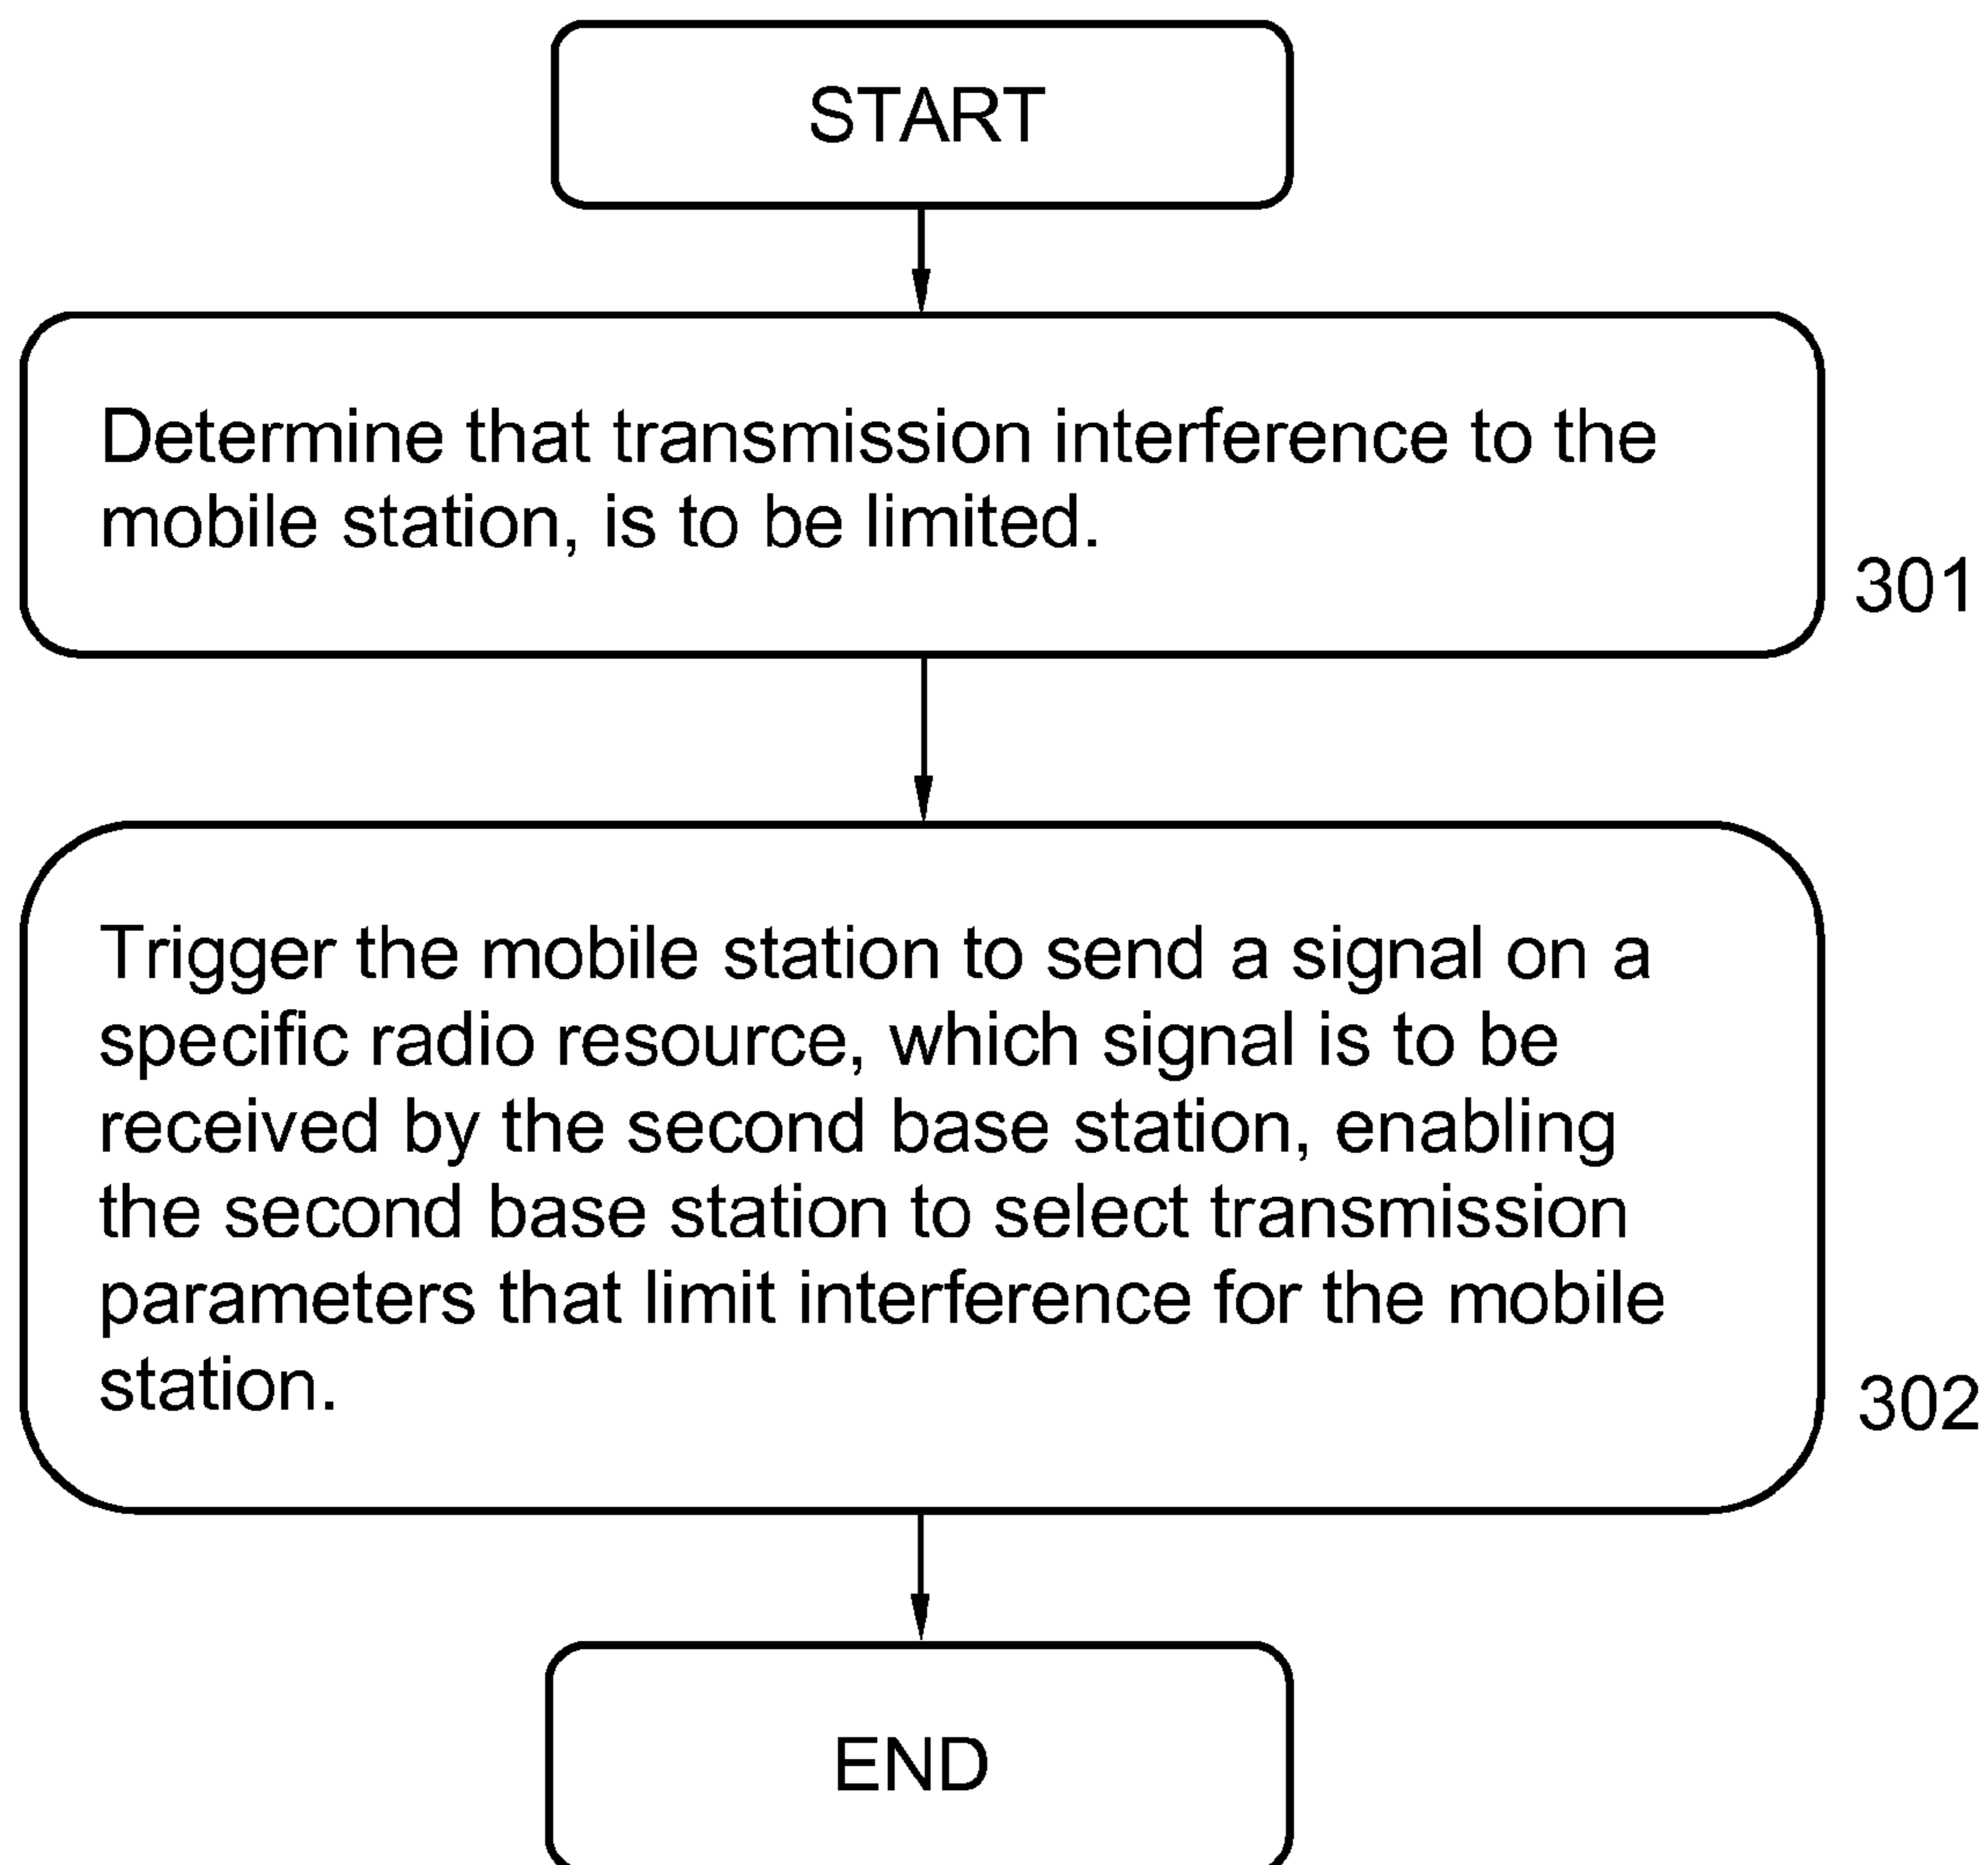 START
Determine that transmission interference to the
mobile station, is to be limited.
301
Trigger the mobile station to send a signal on a
specific radio resource, which signal is to be
received by the second base station, enabling
the second base station to select transmission
parameters that limit interference for the mobile
station.
302
END